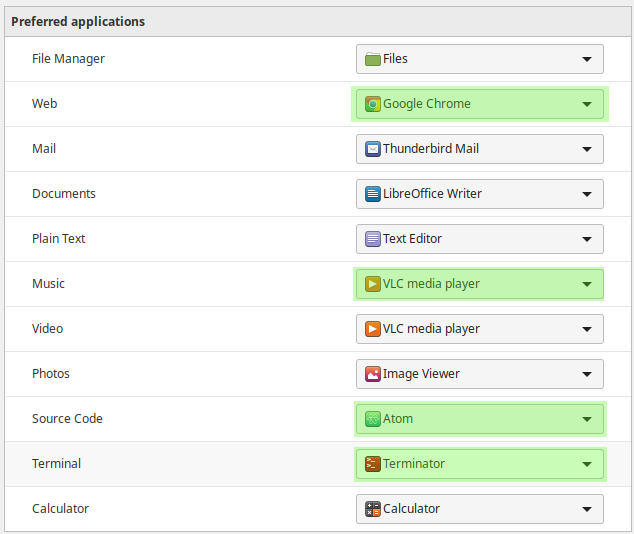 Preferred applications
File Manager Files
Web Google Chrome
Mail Thunderbird Mail
Documents LibreOffice Writer
Plain Text Text Editor
Music VLC media player
Video VLC media player
Photos Image Viewer
Source Code Atom
Terminal Terminator
Calculator Calculator